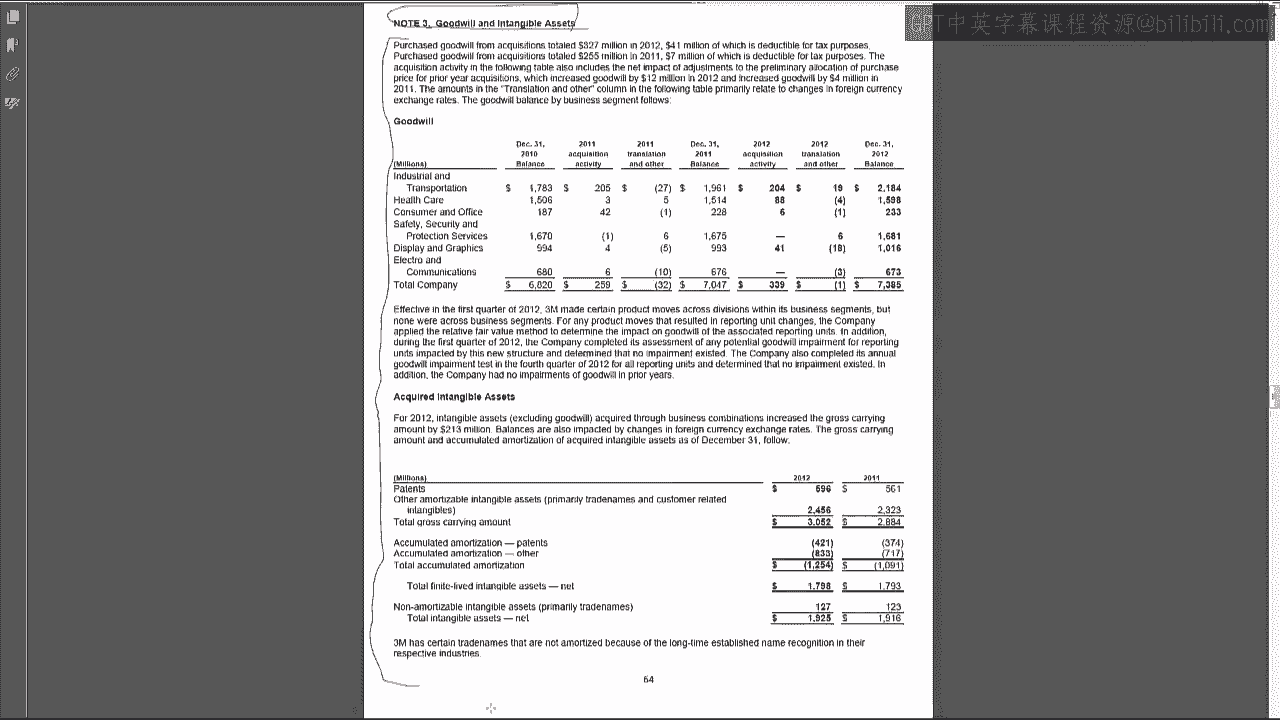 GPT中英字幕课程资源@bilibili.com
NOTE 3. Goodwill and Intangible Assets
Purchased goodwill from acquisitions totaled $327 million in 2012, $41 million of which is deductible for tax purposes.
Purchased goodwill from acquisitions totaled $255 million in 2011, $7 million of which is deductible for tax purposes. The
acquisition activity in the following table also includes the net impact of adjustments to the preliminary allocation of purchase
price for prior year acquisitions, which increased goodwill by $12 million in 2012 and increased goodwill by $4 million in
2011. The amounts in the "Translation and other" column in the following table primarily relate to changes in foreign currency
exchange rates. The goodwill balance by business segment follows:
Goodwill
Dec. 31, 2011 2011 Dec. 31, 2012 2012 Dec. 31,
2010 acquisition translation 2011 acquisition translation 2012
(Millions) Balance activity and other Balance activity and other Balance
Industrial and
Transportation $ 1,783 $ 205 $ (27) $ 1,961 $ 204 $ 19 $ 2,184
Health Care 1,506 3 5 1,514 88 (4) 1,598
Consumer and Office 187 42 (1) 228 6 (1) 233
Safety, Security and
Protection Services 1,670 (1) 6 1,675 — 6 1,681
Display and Graphics 994 4 (5) 993 41 (18) 1,016
Electro and
Communications 680 6 (10) 676 — (3) 673
Total Company $ 6,820 $ 259 $ (32) $ 7,047 $ 339 $ (1) $ 7,385
Effective in the first quarter of 2012, 3M made certain product moves across divisions within its business segments, but
none were across business segments. For any product moves that resulted in reporting unit changes, the Company
applied the relative fair value method to determine the impact on goodwill of the associated reporting units. In addition,
during the first quarter of 2012, the Company completed its assessment of any potential goodwill impairment for reporting
units impacted by this new structure and determined that no impairment existed. The Company also completed its annual
goodwill impairment test in the fourth quarter of 2012 for all reporting units and determined that no impairment existed. In
addition, the Company had no impairments of goodwill in prior years.
Acquired Intangible Assets
For 2012, intangible assets (excluding goodwill) acquired through business combinations increased the gross carrying
amount by $213 million. Balances are also impacted by changes in foreign currency exchange rates. The gross carrying
amount and accumulated amortization of acquired intangible assets as of December 31, follow:
(Millions) 2012 2011
Patents $ 596 $ 561
Other amortizable intangible assets (primarily tradenames and customer related
intangibles) 2,456 2,323
Total gross carrying amount $ 3,052 $ 2,884
Accumulated amortization — patents (421) (374)
Accumulated amortization — other (833) (717)
Total accumulated amortization $ (1,254) $ (1,091)
Total finite-lived intangible assets — net $ 1,798 $ 1,793
Non-amortizable intangible assets (primarily tradenames) 127 123
Total intangible assets — net $ 1,925 $ 1,916
3M has certain tradenames that are not amortized because of the long-time established name recognition in their
respective industries.
64